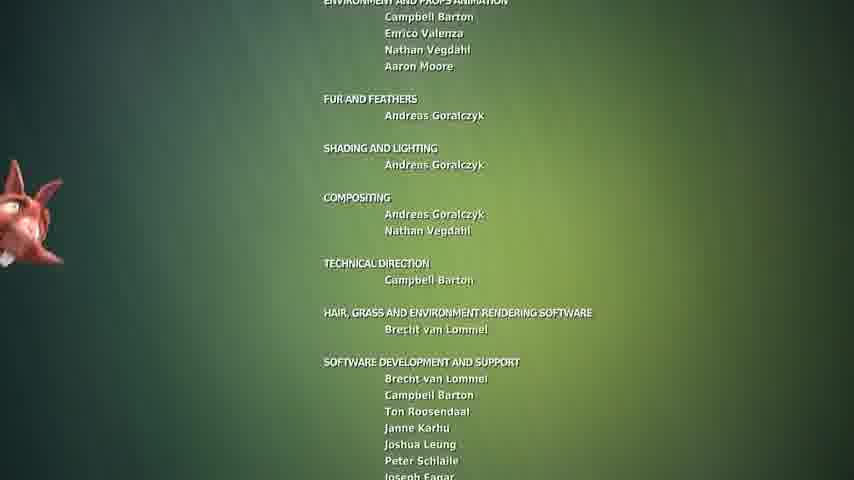 ENVIRONMENT AND PROPS ANIMATION
Campbell Barton
Enrico Valenza
Nathan Vegdahl
Aaron Moore
FUR AND FEATHERS
Andreas Goralczyk
SHADING AND LIGHTING
Andreas Goralczyk
COMPOSITING
Andreas Goralczyk
Nathan Vegdahl
TECHNICAL DIRECTION
Campbell Barton
HAIR, GRASS AND ENVIRONMENT RENDERING SOFTWARE
Brecht van Lommel
SOFTWARE DEVELOPMENT AND SUPPORT
Brecht van Lommel
Campbell Barton
Ton Roosendaal
Janne Karhu
Joshua Leung
Peter Schlaile
Joseph Eagar